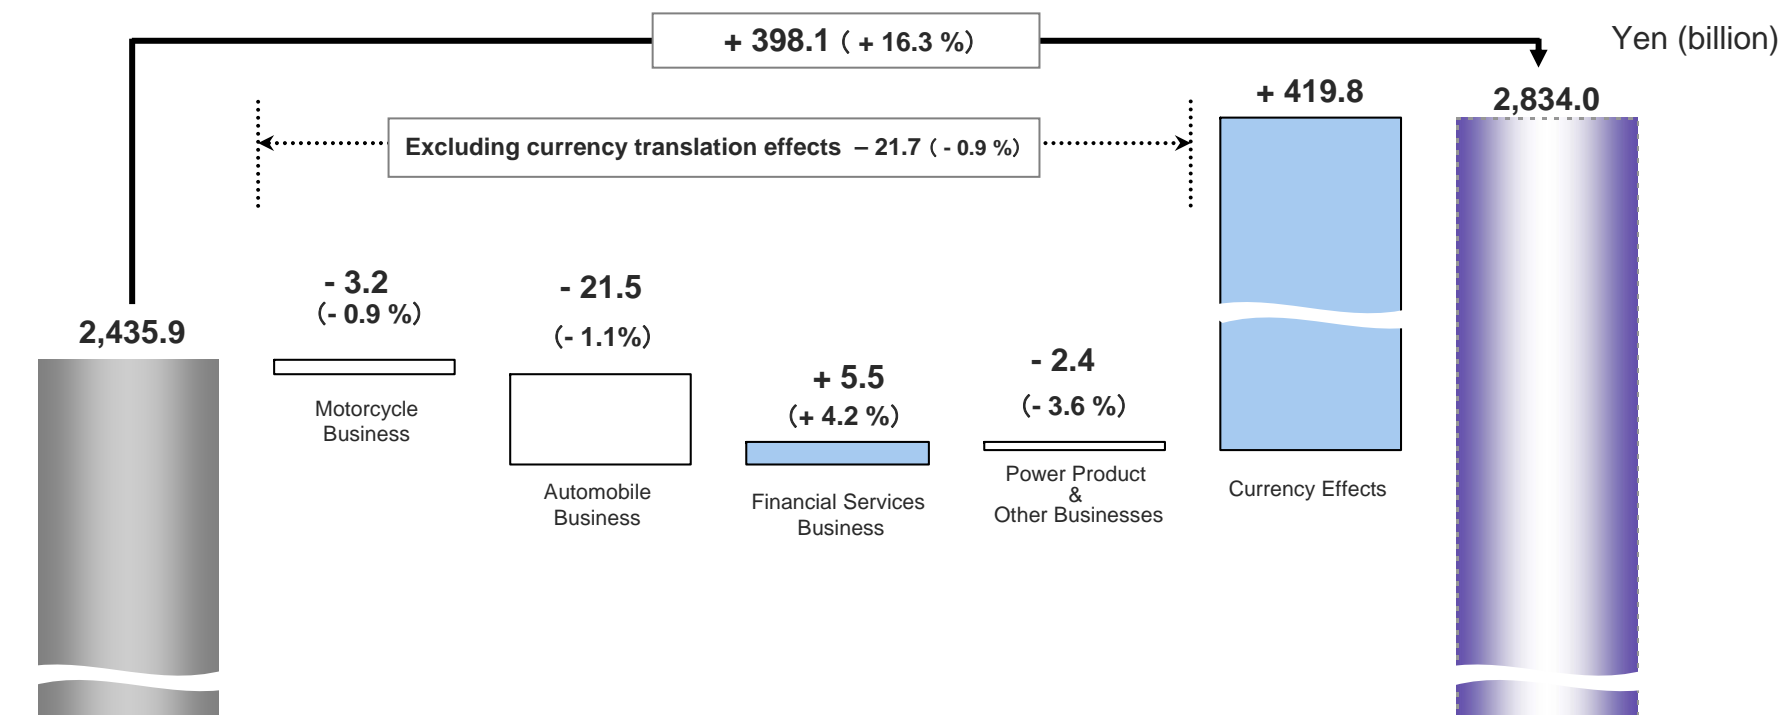 + 398.1 ( + 16.3 %)
Yen (billion)
+ 419.8
2,834.0
Excluding currency translation effects – 21.7 ( - 0.9 %)
- 3.2
(- 0.9 %)
- 21.5
(- 1.1%)
2,435.9
+ 5.5
(+ 4.2 %)
- 2.4
(- 3.6 %)
Motorcycle
Business
Automobile
Business
Financial Services
Business
Power Product
&
Other Businesses
Currency Effects